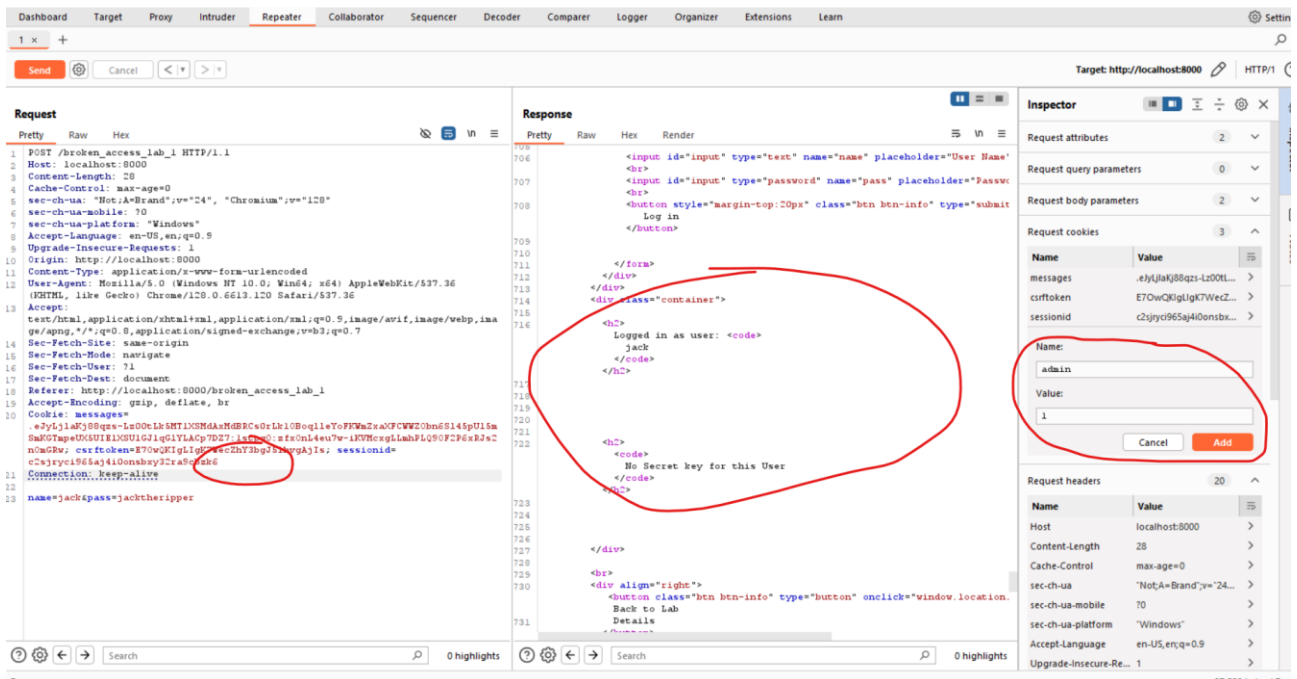 Dashboard Target Proxy Intruder Repeater Collaborator Sequencer Decoder Comparer Logger Organizer Extensions Learn
1 × +
Send Cancel < >
Target: http://localhost:8000 HTTP/1
Request
Pretty Raw Hex
\n
1 POST /broken_access_lab_1 HTTP/1.1
2 Host: localhost:8000
3 Content-Length: 28
4 Cache-Control: max-age=0
5 sec-ch-ua: "Not;A=Brand";v="24", "Chromium";v="128"
6 sec-ch-ua-mobile: ?0
7 sec-ch-ua-platform: "Windows"
8 Accept-Language: en-US,en;q=0.9
9 Upgrade-Insecure-Requests: 1
10 Origin: http://localhost:8000
11 Content-Type: application/x-www-form-urlencoded
12 User-Agent: Mozilla/5.0 (Windows NT 10.0; Win64; x64) AppleWebKit/537.36
(KHTML, like Gecko) Chrome/128.0.6613.120 Safari/537.36
13 Accept:
text/html,application/xhtml+xml,application/xml;q=0.9,image/avif,image/webp,ima
ge/apng,*/*;q=0.8,application/signed-exchange;v=b3;q=0.7
14 Sec-Fetch-Site: same-origin
15 Sec-Fetch-Mode: navigate
16 Sec-Fetch-User: ?1
17 Sec-Fetch-Dest: document
18 Referer: http://localhost:8000/broken_access_lab_1
19 Accept-Encoding: gzip, deflate, br
20 Cookie: messages=
sessionid=
21 Connection: keep-alive
22
23 name=jack&pass=jacktheripper
Search 0 highlights
Response
Pretty Raw Hex Render
\n
706 <input id="input" type="text" name="name" placeholder="User Name"
<br>
707 <input id="input" type="password" name="pass" placeholder="Passwo
<br>
708 <button style="margin-top:20px" class="btn btn-info" type="submit
Log in
</button>
709
710
711 </form>
712 </div>
713 </div>
714 <div class="container">
715
716 <h2>
Logged in as user: <code>
jack
</code>
</h2>
717
718
719
720
721
722 <h2>
<code>
No Secret key for this User
</code>
</h2>
723
724
725
726
727 </div>
728
729 <br>
730 <div align="right">
<button class="btn btn-info" type="button" onclick="window.location.
Back to Lab
Details
731
Search 0 highlights
Inspector
Request attributes 2
Request query parameters 0
Request body parameters 2
Request cookies 3
Name Value
messages
csrftoken
sessionid
Name:
admin
Value:
1
Cancel Add
Request headers 20
Name Value
Host localhost:8000
Content-Length 28
Cache-Control max-age=0
sec-ch-ua "Not;A=Brand";v="24...
sec-ch-ua-mobile ?0
sec-ch-ua-platform "Windows"
Accept-Language en-US,en;q=0.9
Upgrade-Insecure-Re... 1